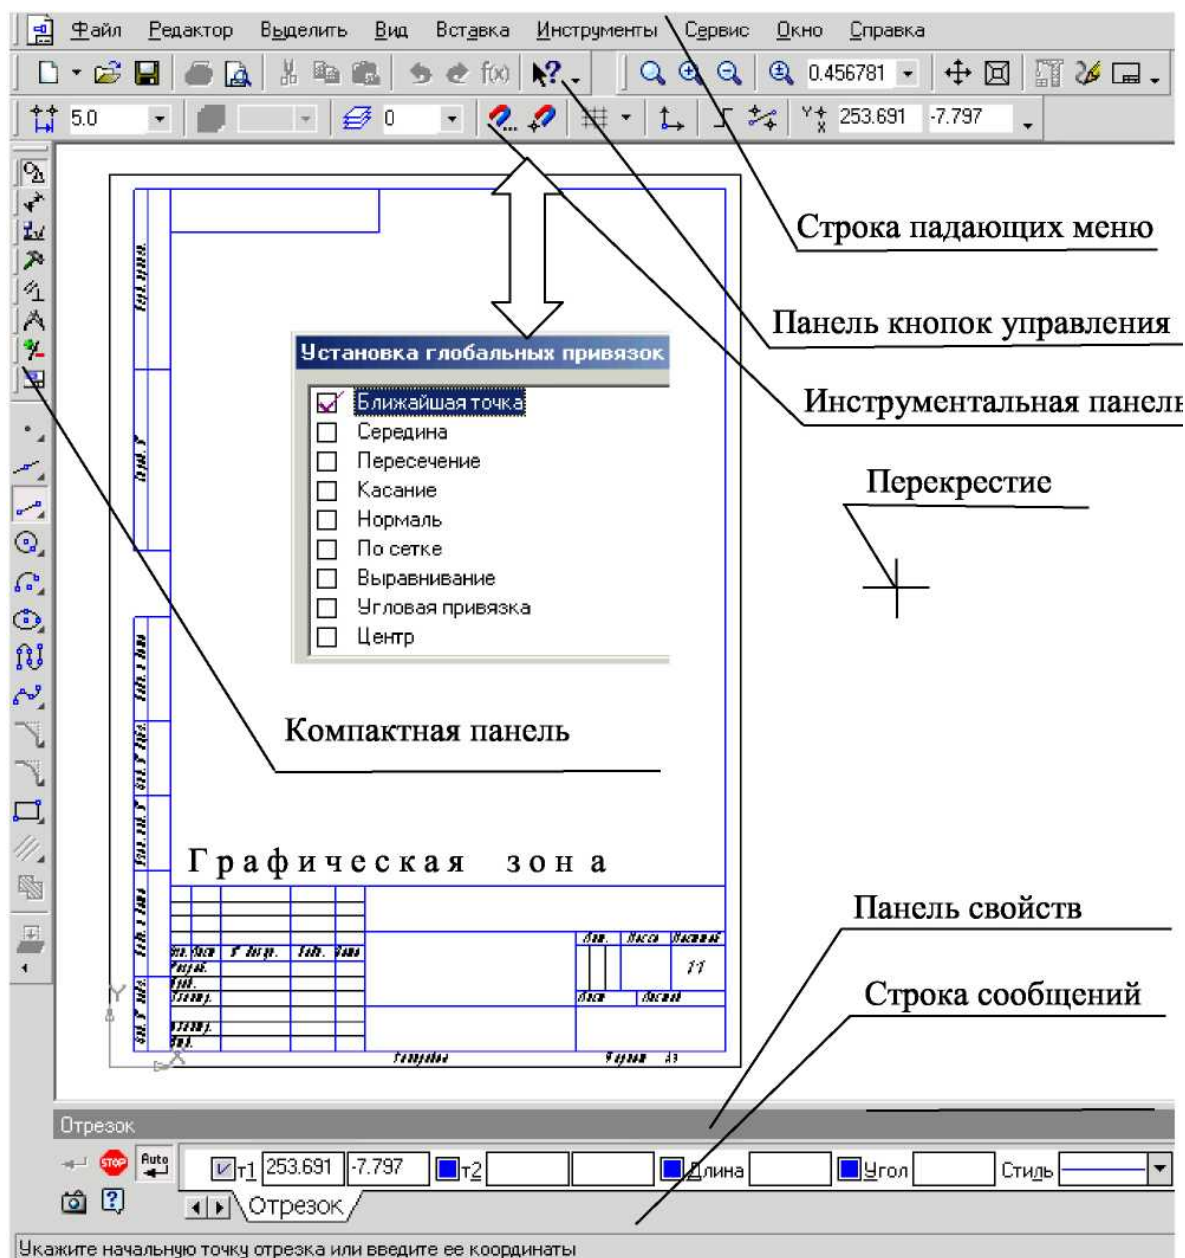 Файл Редактор Выделить Вид Вставка Инструменты Сервис Окно Справка
f(x) ? 0.456781
5.0 0 Y X 253.691 -7.797
Строка падающих меню
Панель кнопок управления
Установка глобальных привязок
Ближайшая точка
Инструментальная панель
Середина
Пересечение
Касание
Перекрестие
Нормаль
По сетке
Выравнивание
Угловая привязка
Центр
Компактная панель
Графическая зона
Панель свойств
Строка сообщений
Y
X
Отрезок
STOP Auto т1 253.691 -7.797 т2 Длина Угол Стиль
Отрезок
Укажите начальную точку отрезка или введите ее координаты